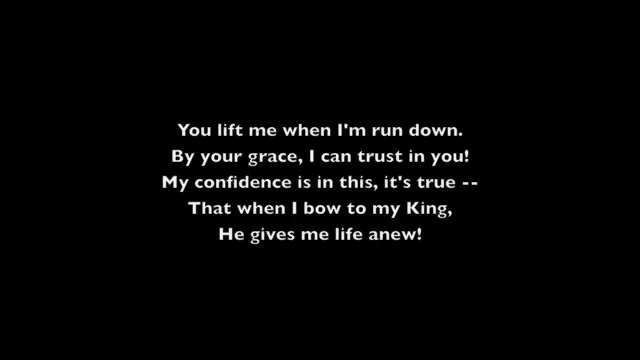 You lift me when I'm run down.
By your grace, I can trust in you!
My confidence is in this, it's true --
That when I bow to my King,
He gives me life anew!